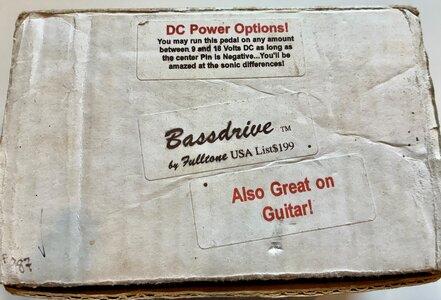 DC Power Options!
You may run this pedal on any amount
between 9 and 18 Volts DC as long as
the center Pin is Negative...You'll be
amazed at the sonic differences!
Bassdrive TM
by Fulltone USA List$199
Also Great on
Guitar!